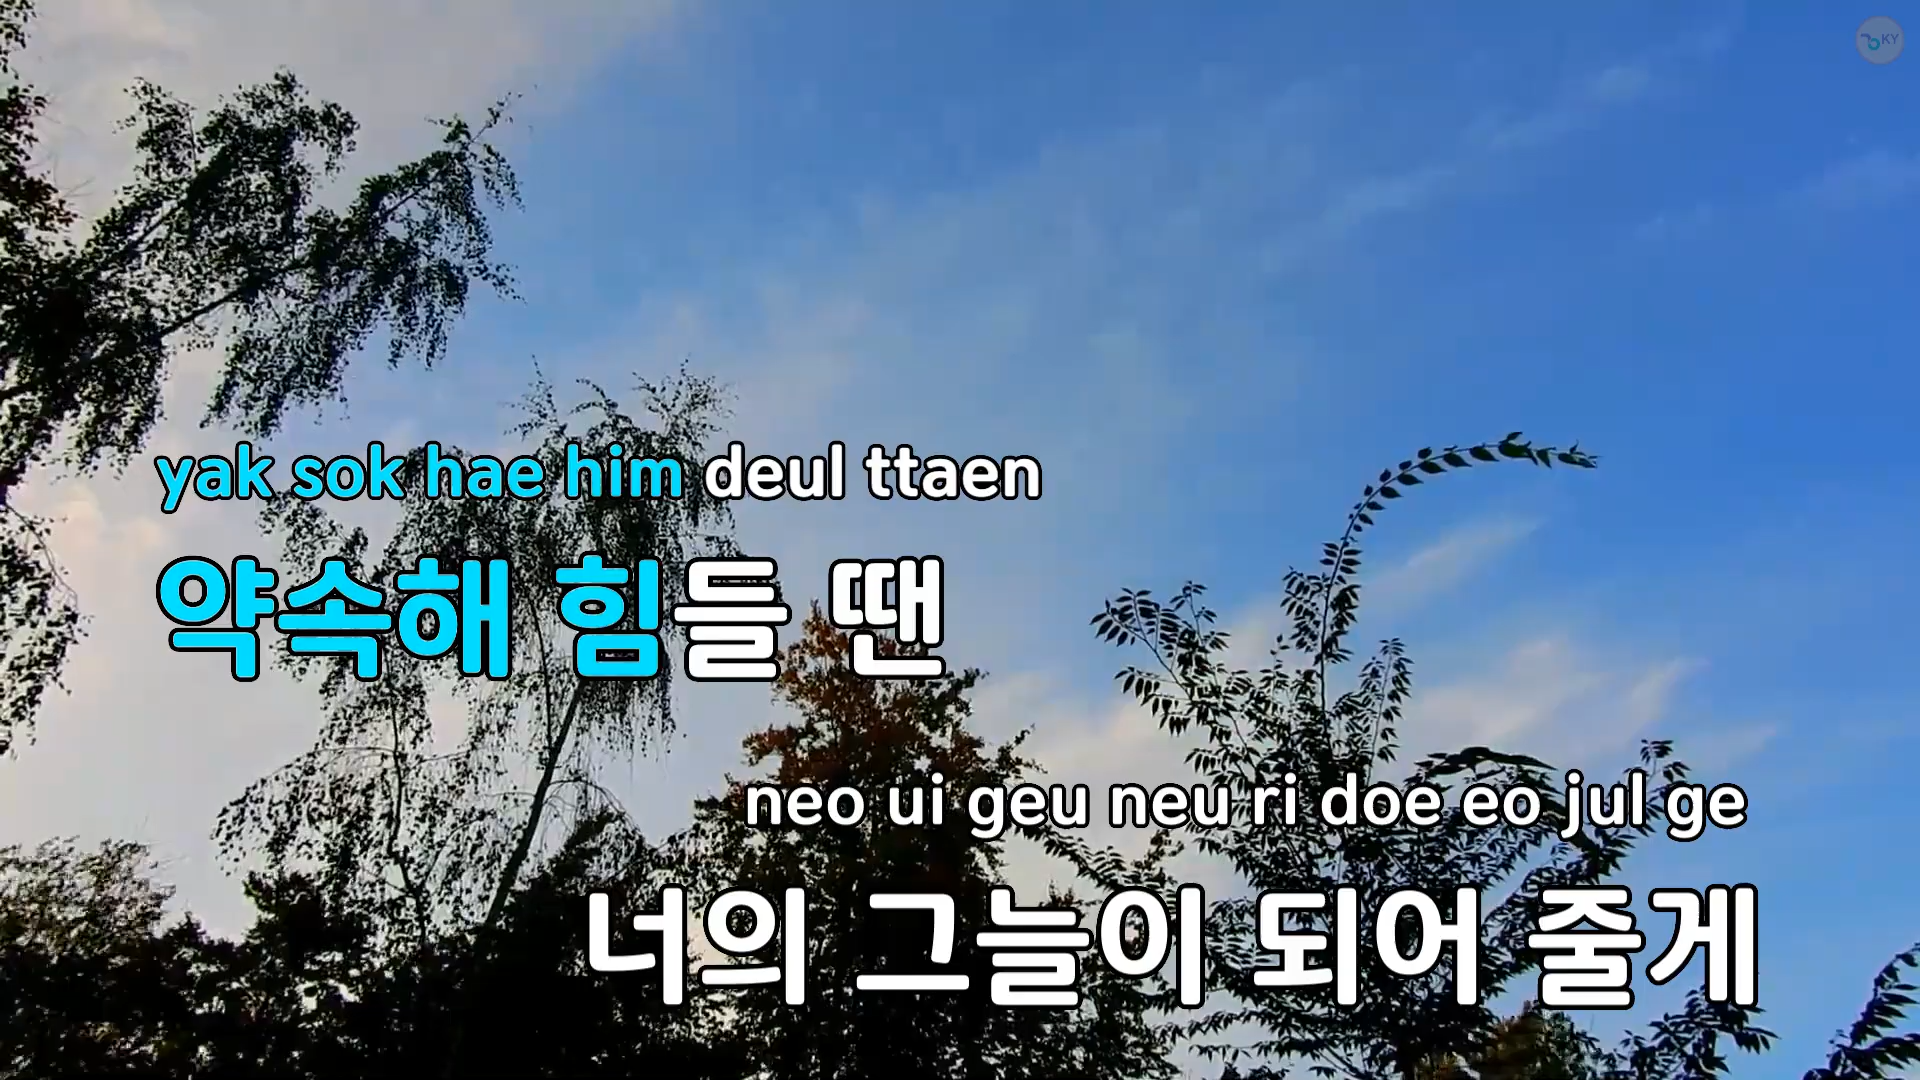 KY
yak sok hae him deul ttaen
약속해 힘들 땐
neo ui geu neu ri doe eo jul ge
너의 그늘이 되어 줄게